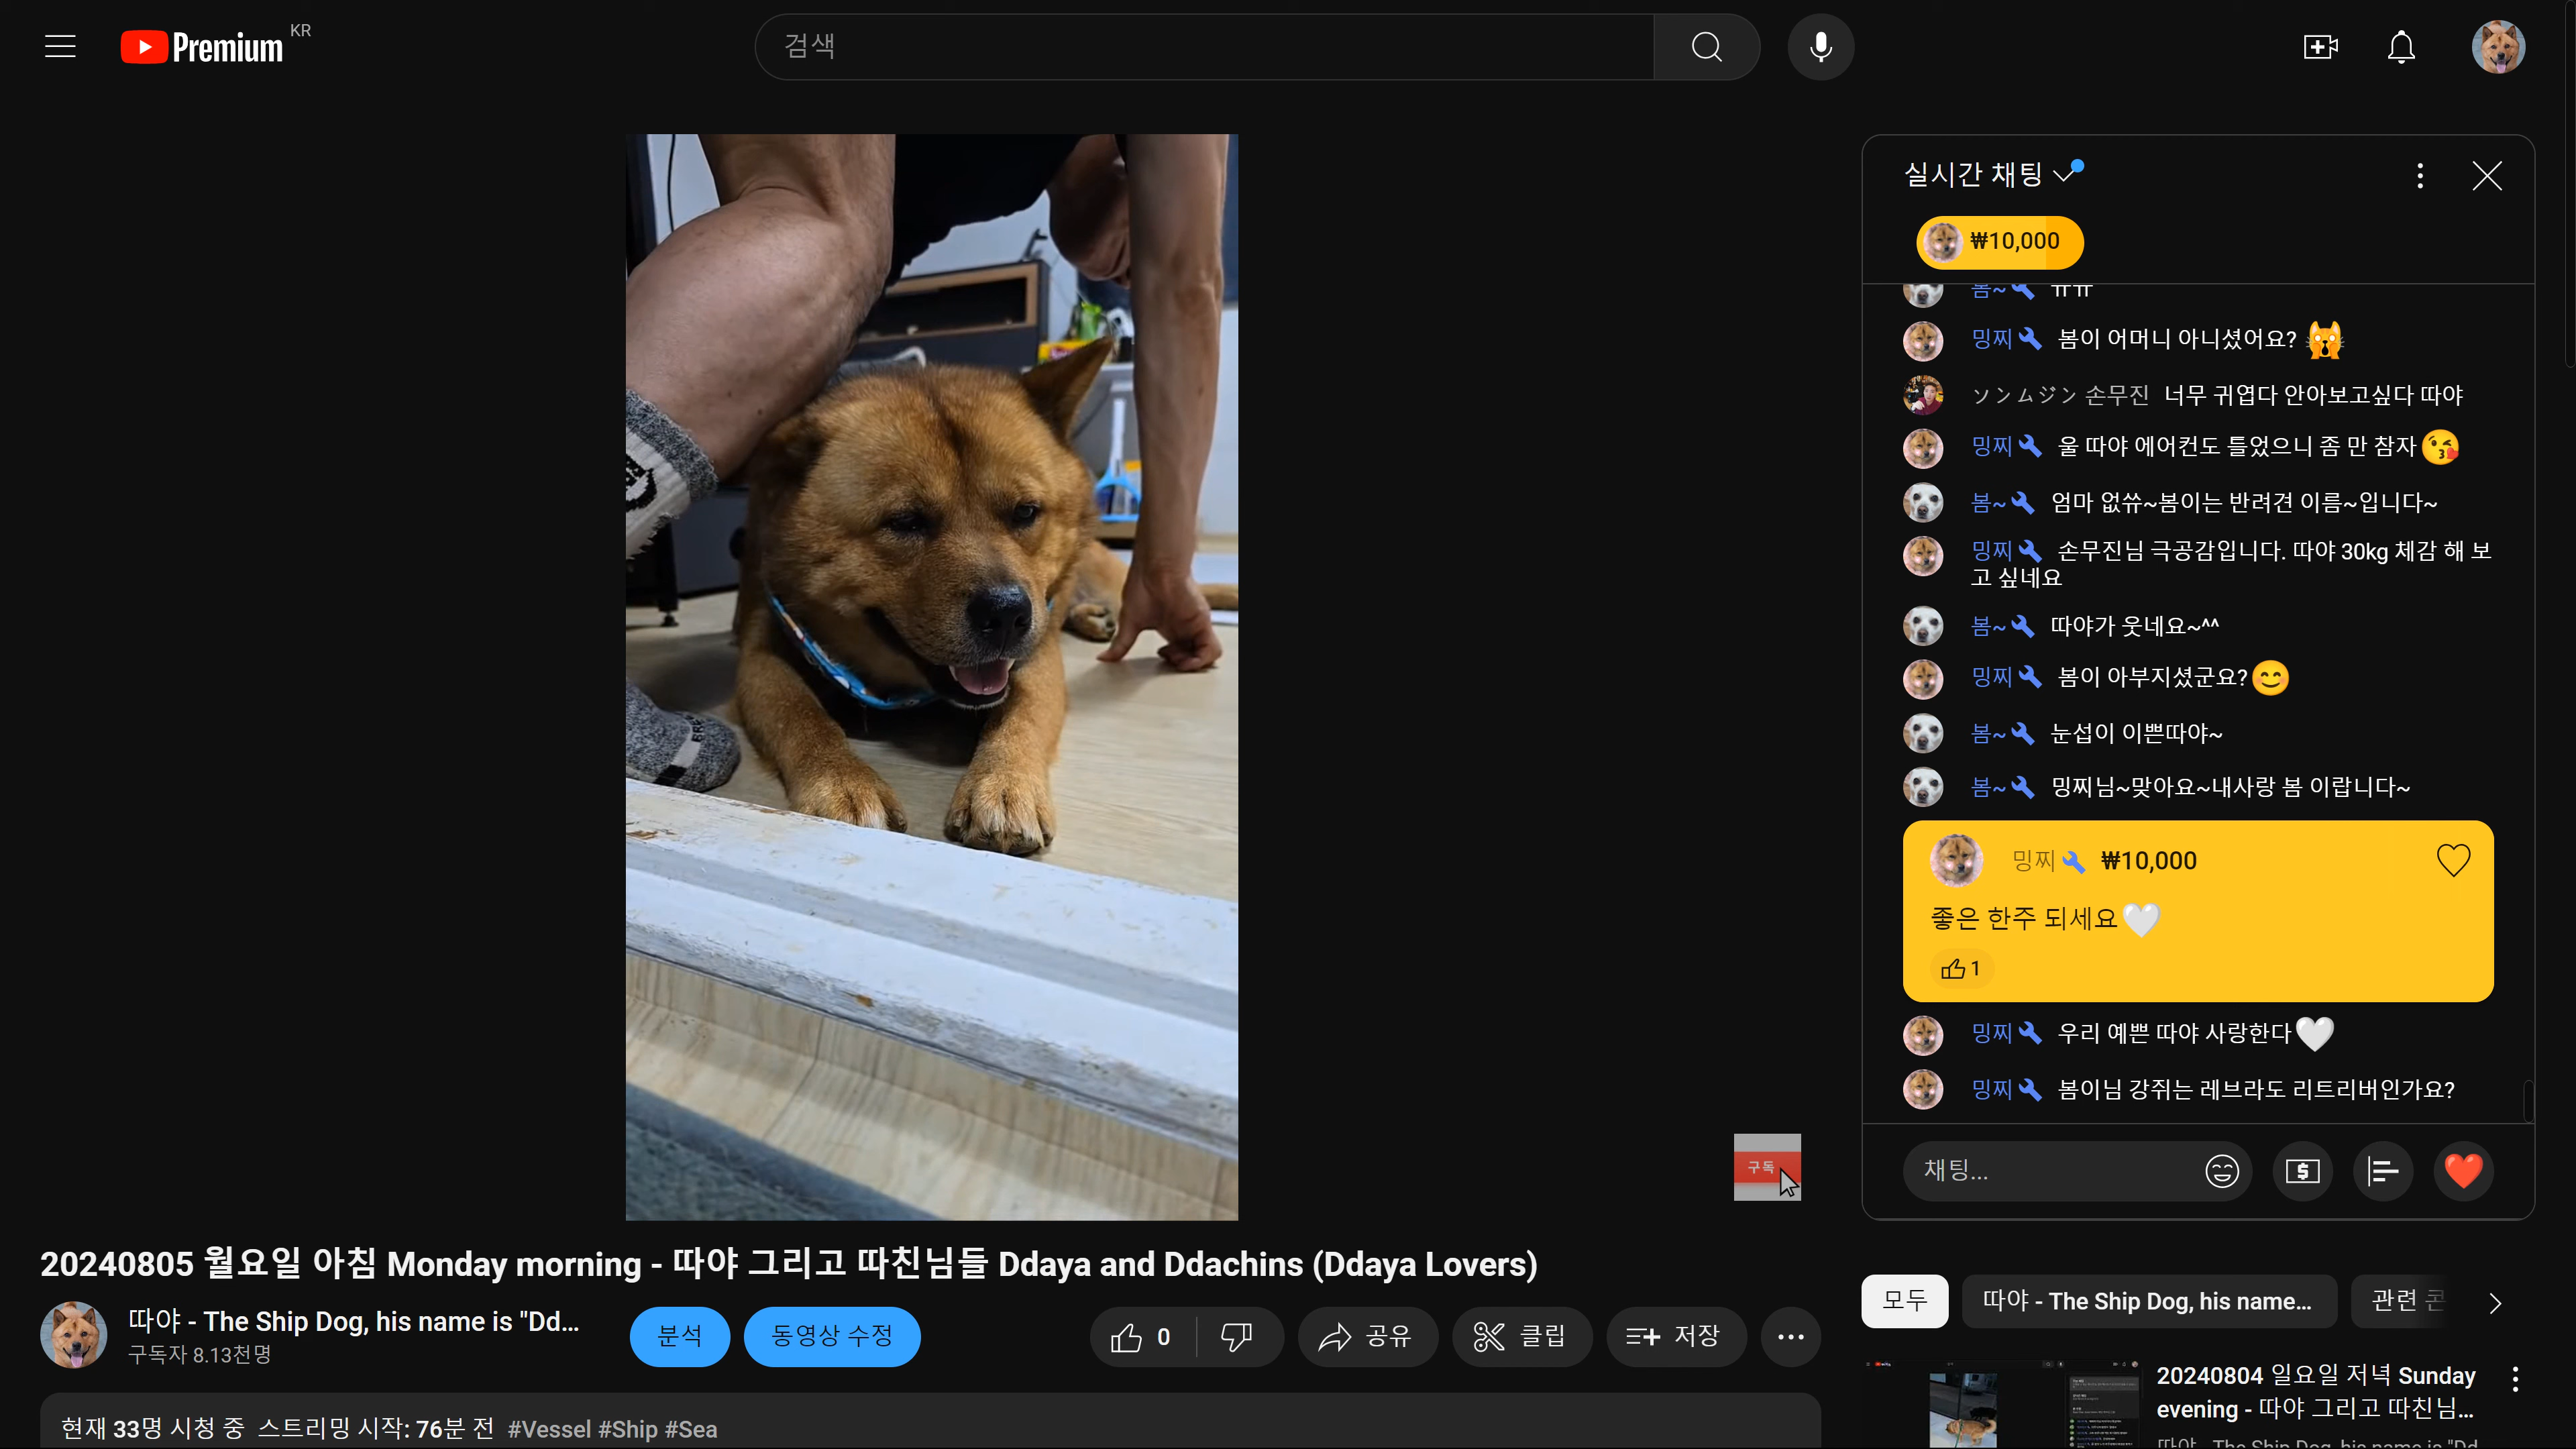 Premium KR
검색
실시간 채팅
₩10,000
봄~ ㅠㅠ
밍찌 봄이 어머니 아니셨어요? 🙀
ソンムジン 손무진 너무 귀엽다 안아보고싶다 따야
밍찌 울 따야 에어컨도 틀었으니 좀 만 참자😘
봄~ 엄마 없쓔~봄이는 반려견 이름~입니다~
밍찌 손무진님 극공감입니다. 따야 30kg 체감 해 보
고 싶네요
봄~ 따야가 웃네요~^^
밍찌 봄이 아부지셨군요?😊
봄~ 눈섭이 이쁜따야~
봄~ 밍찌님~맞아요~내사랑 봄 이랍니다~
밍찌 ₩10,000
좋은 한주 되세요🤍
1
밍찌 우리 예쁜 따야 사랑한다🤍
밍찌 봄이님 강쥐는 레브라도 리트리버인가요?
채팅...
구독
20240805 월요일 아침 Monday morning - 따야 그리고 따친님들 Ddaya and Ddachins (Ddaya Lovers)
따야 - The Ship Dog, his name is "Dd...
구독자 8.13천명
분석
동영상 수정
0
공유
클립
저장
현재 33명 시청 중 스트리밍 시작: 76분 전 #Vessel #Ship #Sea
모두
따야 - The Ship Dog, his name...
관련
20240804 일요일 저녁 Sunday
evening - 따야 그리고 따친님...